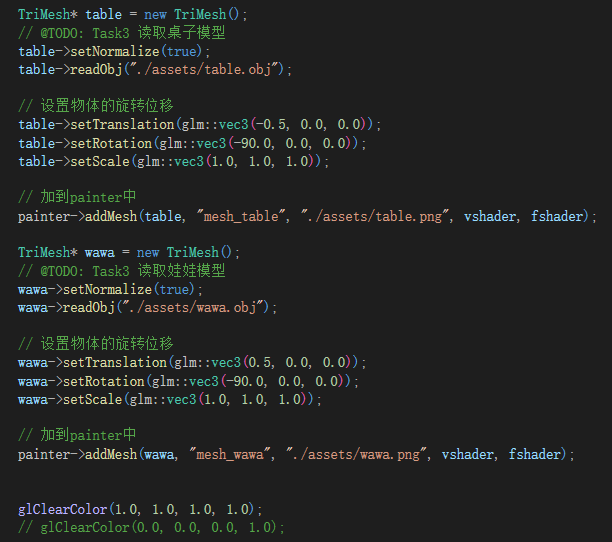 TriMesh* table = new TriMesh();
// @TODO: Task3 读取桌子模型
table->setNormalize(true);
table->readObj("./assets/table.obj");
// 设置物体的旋转位移
table->setTranslation(glm::vec3(-0.5, 0.0, 0.0));
table->setRotation(glm::vec3(-90.0, 0.0, 0.0));
table->setScale(glm::vec3(1.0, 1.0, 1.0));
// 加到painter中
painter->addMesh(table, "mesh_table", "./assets/table.png", vshader, fshader);
TriMesh* wawa = new TriMesh();
// @TODO: Task3 读取娃娃模型
wawa->setNormalize(true);
wawa->readObj("./assets/wawa.obj");
// 设置物体的旋转位移
wawa->setTranslation(glm::vec3(0.5, 0.0, 0.0));
wawa->setRotation(glm::vec3(-90.0, 0.0, 0.0));
wawa->setScale(glm::vec3(1.0, 1.0, 1.0));
// 加到painter中
painter->addMesh(wawa, "mesh_wawa", "./assets/wawa.png", vshader, fshader);
glClearColor(1.0, 1.0, 1.0, 1.0);
// glClearColor(0.0, 0.0, 0.0, 1.0);